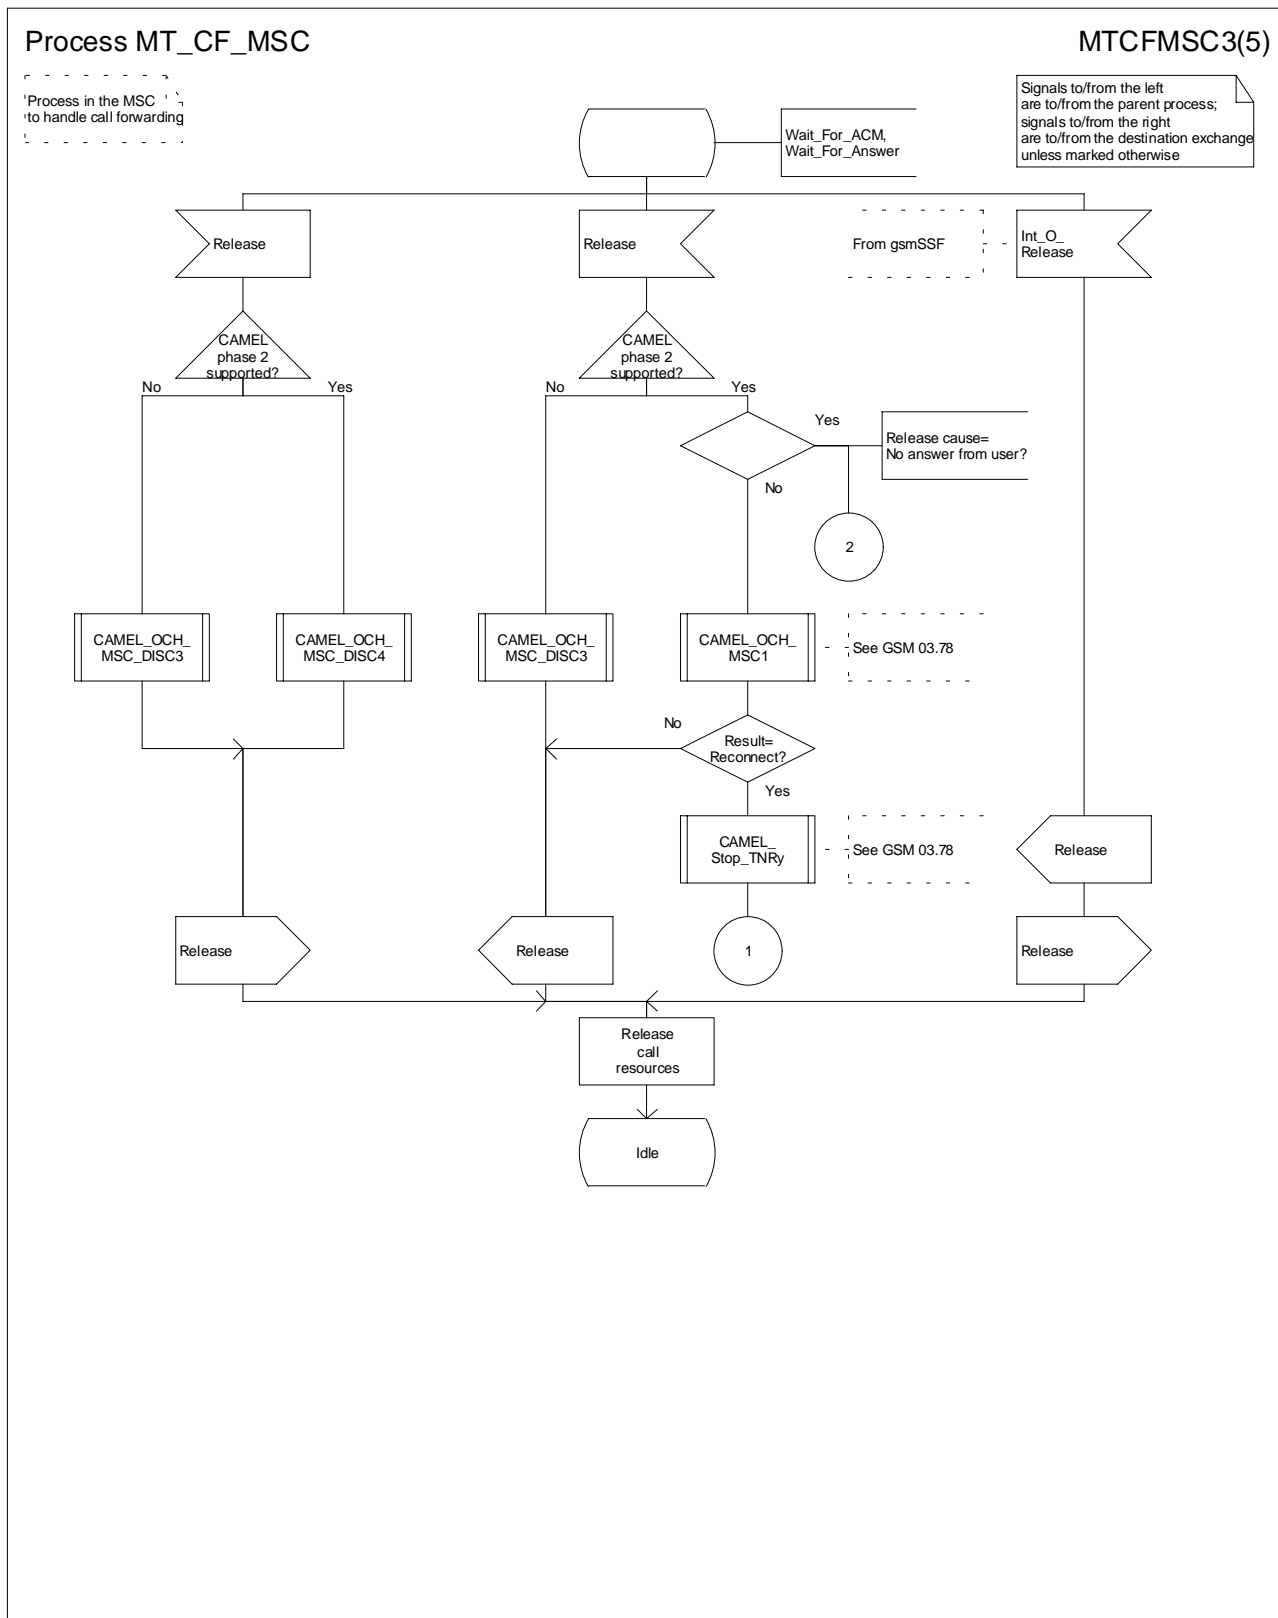 Process MT_CF_MSC
MTCFMSC3(5)
Process in the MSC
to handle call forwarding
Signals to/from the left
are to/from the parent process;
signals to/from the right
are to/from the destination exchange
unless marked otherwise
Wait_For_ACM,
Wait_For_Answer
Release
Release
From gsmSSF
Int_O_
Release
CAMEL
phase 2
supported?
CAMEL
phase 2
supported?
No
Yes
No
Yes
Yes
Release cause=
No answer from user?
No
2
CAMEL_OCH_
MSC_DISC3
CAMEL_OCH_
MSC_DISC4
CAMEL_OCH_
MSC_DISC3
CAMEL_OCH_
MSC1
See GSM 03.78
No
Result=
Reconnect?
Yes
CAMEL_
Stop_TNRy
See GSM 03.78
Release
Release
Release
1
Release
Release
call
resources
Idle